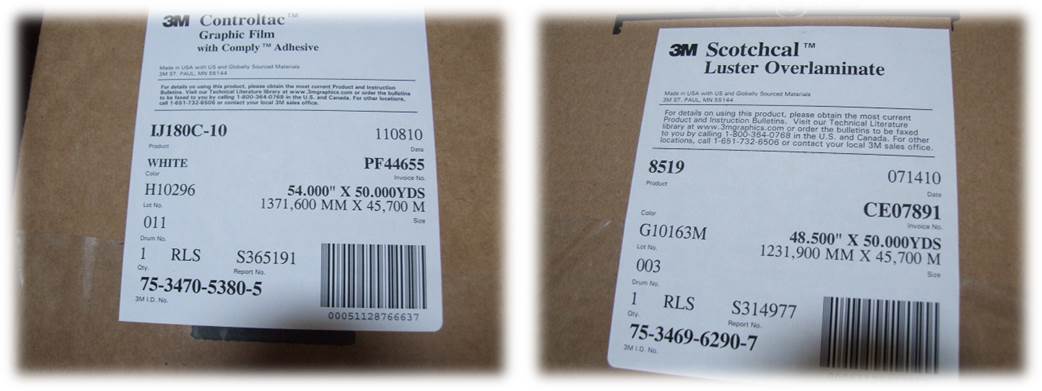 3M Controltac™
Graphic Film
with Comply™ Adhesive
Made in USA with US and Globally Sourced Materials
3M ST. PAUL, MN 55144
For details on using this product, please obtain the most current Product and Instruction
Bulletins. Visit our Technical Literature library at www.3mgraphics.com or order the bulletins
to be faxed to you by calling 1-800-364-0768 in the U.S. and Canada. For other locations,
call 1-651-732-6506 or contact your local 3M sales office.
IJ180C-10 110810
Product Date
WHITE PF44655
Color Invoice No.
H10296 54.000" X 50.000YDS
Lot No. 1371,600 MM X 45,700 M
Size
011
Drum No.
1 RLS S365191
Qty. Report No.
75-3470-5380-5
3M I.D. No.
00051128766637
3M Scotchcal™
Luster Overlaminate
Made in USA with US and Globally Sourced Materials
3M ST. PAUL, MN 55144
For details on using this product, please obtain the most current
Product and Instruction Bulletins. Visit our Technical Literature
library at www.3mgraphics.com or order the bulletins to be faxed
to you by calling 1-800-364-0768 in the U.S. and Canada. For other
locations, call 1-651-732-6506 or contact your local 3M sales office.
8519 071410
Product Date
CE07891
Color Invoice No.
G10163M 48.500" X 50.000YDS
Lot No. 1231,900 MM X 45,700 M
Size
003
Drum No.
1 RLS S314977
Qty. Report No.
75-3469-6290-7
3M I.D. No.